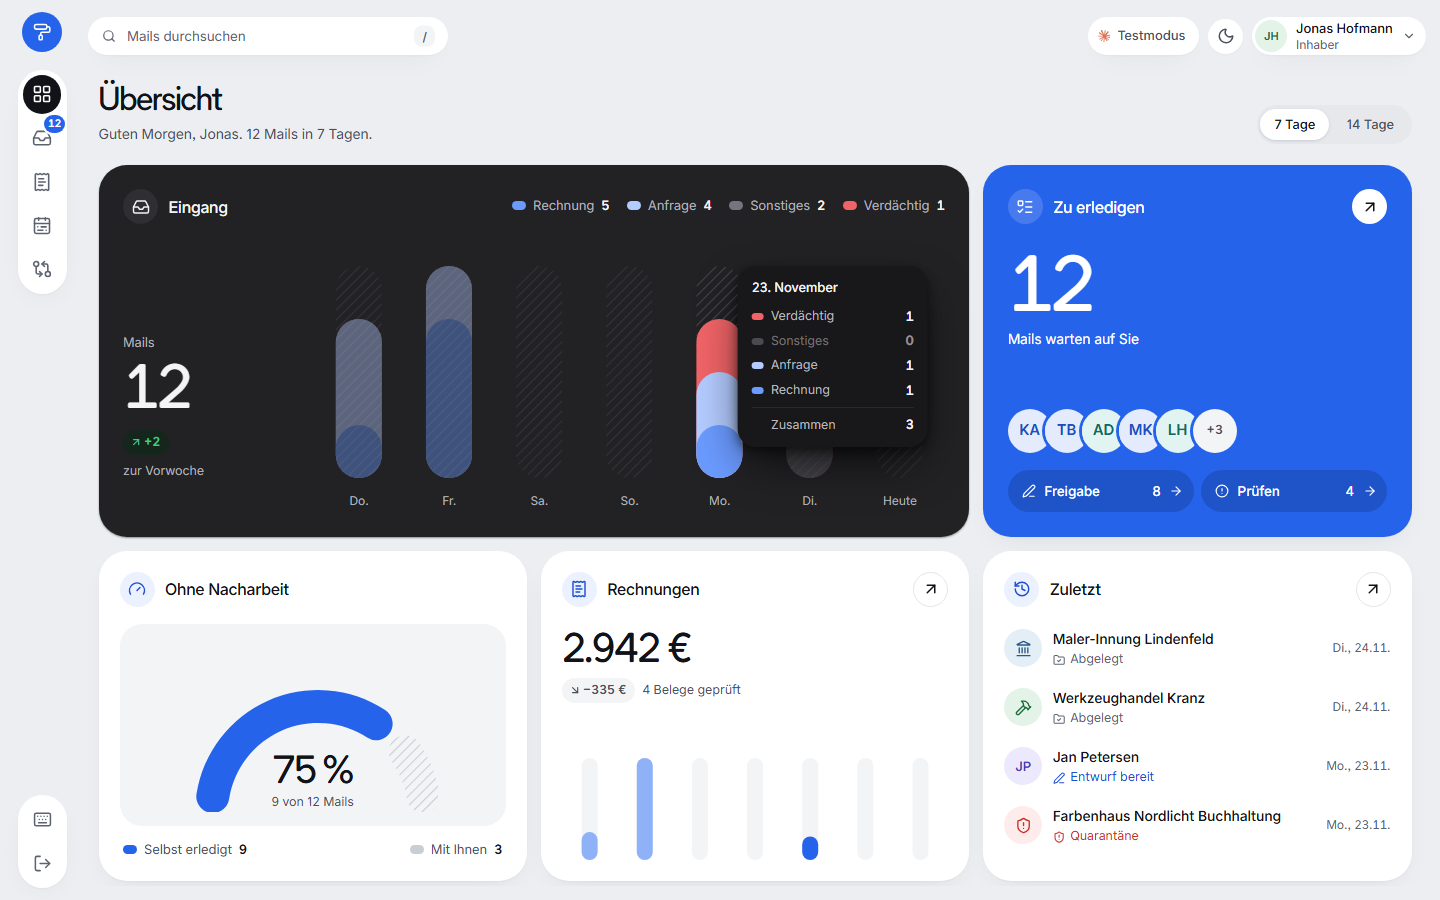 Mails durchsuchen
/
Testmodus
JH
Jonas Hofmann
Inhaber
Übersicht
12
Guten Morgen, Jonas. 12 Mails in 7 Tagen.
7 Tage
14 Tage
Eingang
Rechnung 5
Anfrage 4
Sonstiges 2
Verdächtig 1
Mails
12
+2
zur Vorwoche
23. November
Verdächtig 1
Sonstiges 0
Anfrage 1
Rechnung 1
Zusammen 3
Do.
Fr.
Sa.
So.
Mo.
Di.
Heute
Zu erledigen
12
Mails warten auf Sie
KA
TB
AD
MK
LH
+3
Freigabe 8
Prüfen 4
Ohne Nacharbeit
75 %
9 von 12 Mails
Selbst erledigt 9
Mit Ihnen 3
Rechnungen
2.942 €
−335 €
4 Belege geprüft
Zuletzt
Maler-Innung Lindenfeld
Abgelegt
Di., 24.11.
Werkzeughandel Kranz
Abgelegt
Di., 24.11.
JP
Jan Petersen
Entwurf bereit
Mo., 23.11.
Farbenhaus Nordlicht Buchhaltung
Quarantäne
Mo., 23.11.